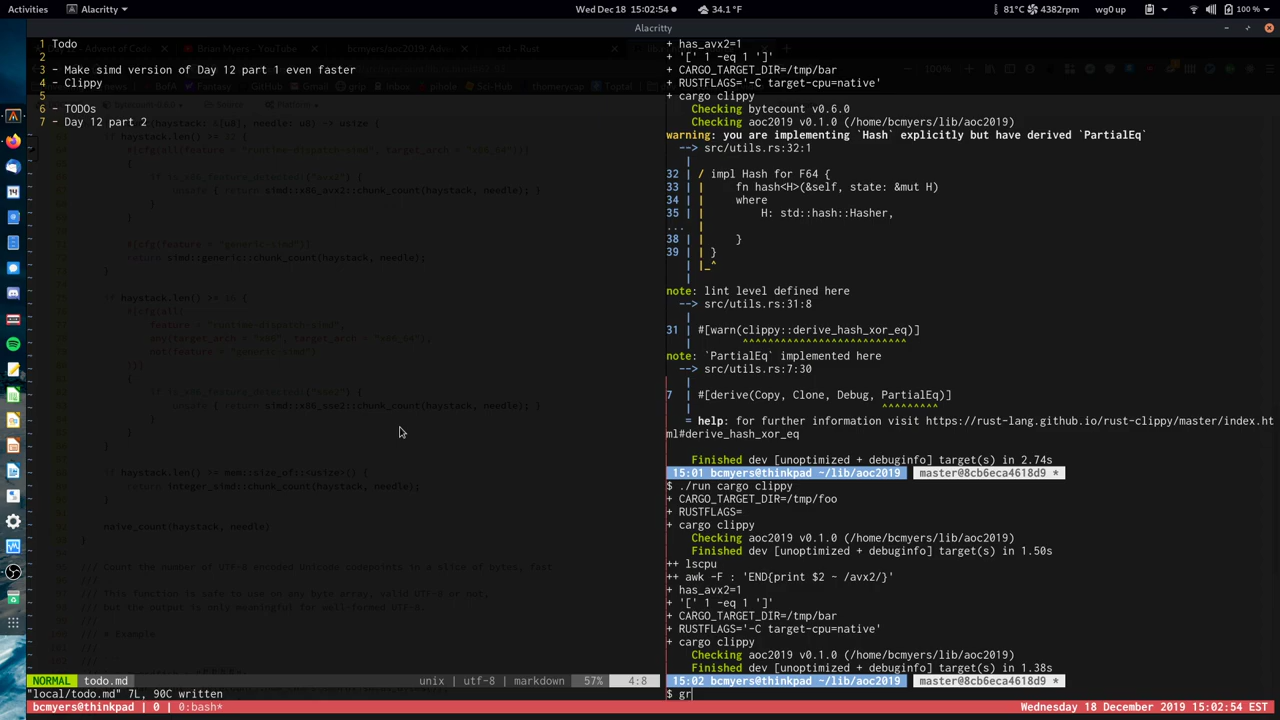 Activities
Alacritty
Wed Dec 18 15:02:54
34.1 °F
81°C
4382rpm
wg0 up
100 %
Alacritty
1 Todo
2
3 - Make simd version of Day 12 part 1 even faster
4 - Clippy
5
6 - TODOs
7 - Day 12 part 2
NORMAL todo.md unix | utf-8 | markdown 57% 4:8
"local/todo.md" 7L, 90C written
+ has_avx2=1
+ '[' 1 -eq 1 ']'
+ CARGO_TARGET_DIR=/tmp/bar
+ RUSTFLAGS='-C target-cpu=native'
+ cargo clippy
Checking bytecount v0.6.0
Checking aoc2019 v0.1.0 (/home/bcmyers/lib/aoc2019)
warning: you are implementing `Hash` explicitly but have derived `PartialEq`
--> src/utils.rs:32:1
|
32 | / impl Hash for F64 {
33 | | fn hash<H>(&self, state: &mut H)
34 | | where
35 | | H: std::hash::Hasher,
... |
38 | | }
39 | | }
| |_^
|
note: lint level defined here
--> src/utils.rs:31:8
|
31 | #[warn(clippy::derive_hash_xor_eq)]
| ^^^^^^^^^^^^^^^^^^^^^^^^^^
note: `PartialEq` implemented here
--> src/utils.rs:7:30
|
7 | #[derive(Copy, Clone, Debug, PartialEq)]
| ^^^^^^^^^
= help: for further information visit https://rust-lang.github.io/rust-clippy/master/index.ht
ml#derive_hash_xor_eq
Finished dev [unoptimized + debuginfo] target(s) in 2.74s
15:01 bcmyers@thinkpad ~/lib/aoc2019 master@8cb6eca4618d9 *
$ ./run cargo clippy
+ CARGO_TARGET_DIR=/tmp/foo
+ RUSTFLAGS=
+ cargo clippy
Checking aoc2019 v0.1.0 (/home/bcmyers/lib/aoc2019)
Finished dev [unoptimized + debuginfo] target(s) in 1.50s
++ lscpu
++ awk -F : 'END{print $2 ~ /avx2/}'
+ has_avx2=1
+ '[' 1 -eq 1 ']'
+ CARGO_TARGET_DIR=/tmp/bar
+ RUSTFLAGS='-C target-cpu=native'
+ cargo clippy
Checking aoc2019 v0.1.0 (/home/bcmyers/lib/aoc2019)
Finished dev [unoptimized + debuginfo] target(s) in 1.38s
15:02 bcmyers@thinkpad ~/lib/aoc2019 master@8cb6eca4618d9 *
$ gr
bcmyers@thinkpad | 0 | 0:bash*
Wednesday 18 December 2019 15:02:54 EST